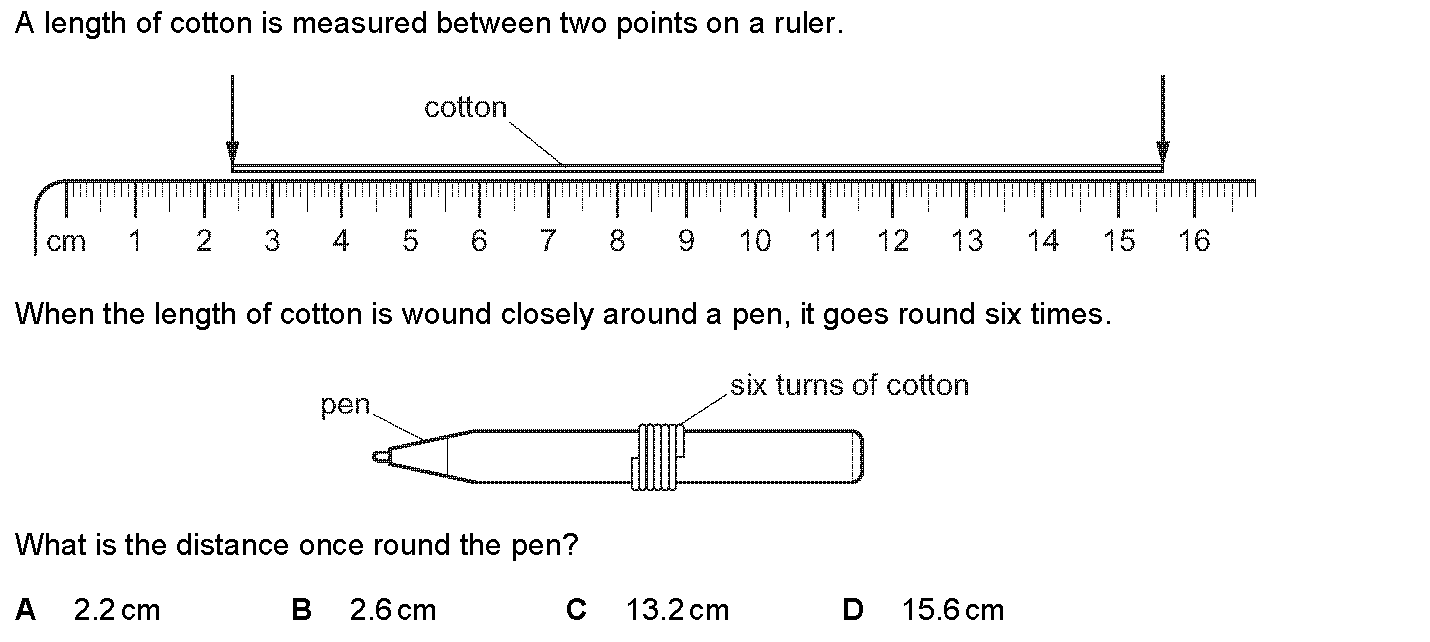 A length of cotton is measured between two points on a ruler.
cotton
cm 1 2 3 4 5 6 7 8 9 10 11 12 13 14 15 16
When the length of cotton is wound closely around a pen, it goes round six times.
six turns of cotton
pen
What is the distance once round the pen?
A 2.2 cm B 2.6 cm C 13.2 cm D 15.6 cm